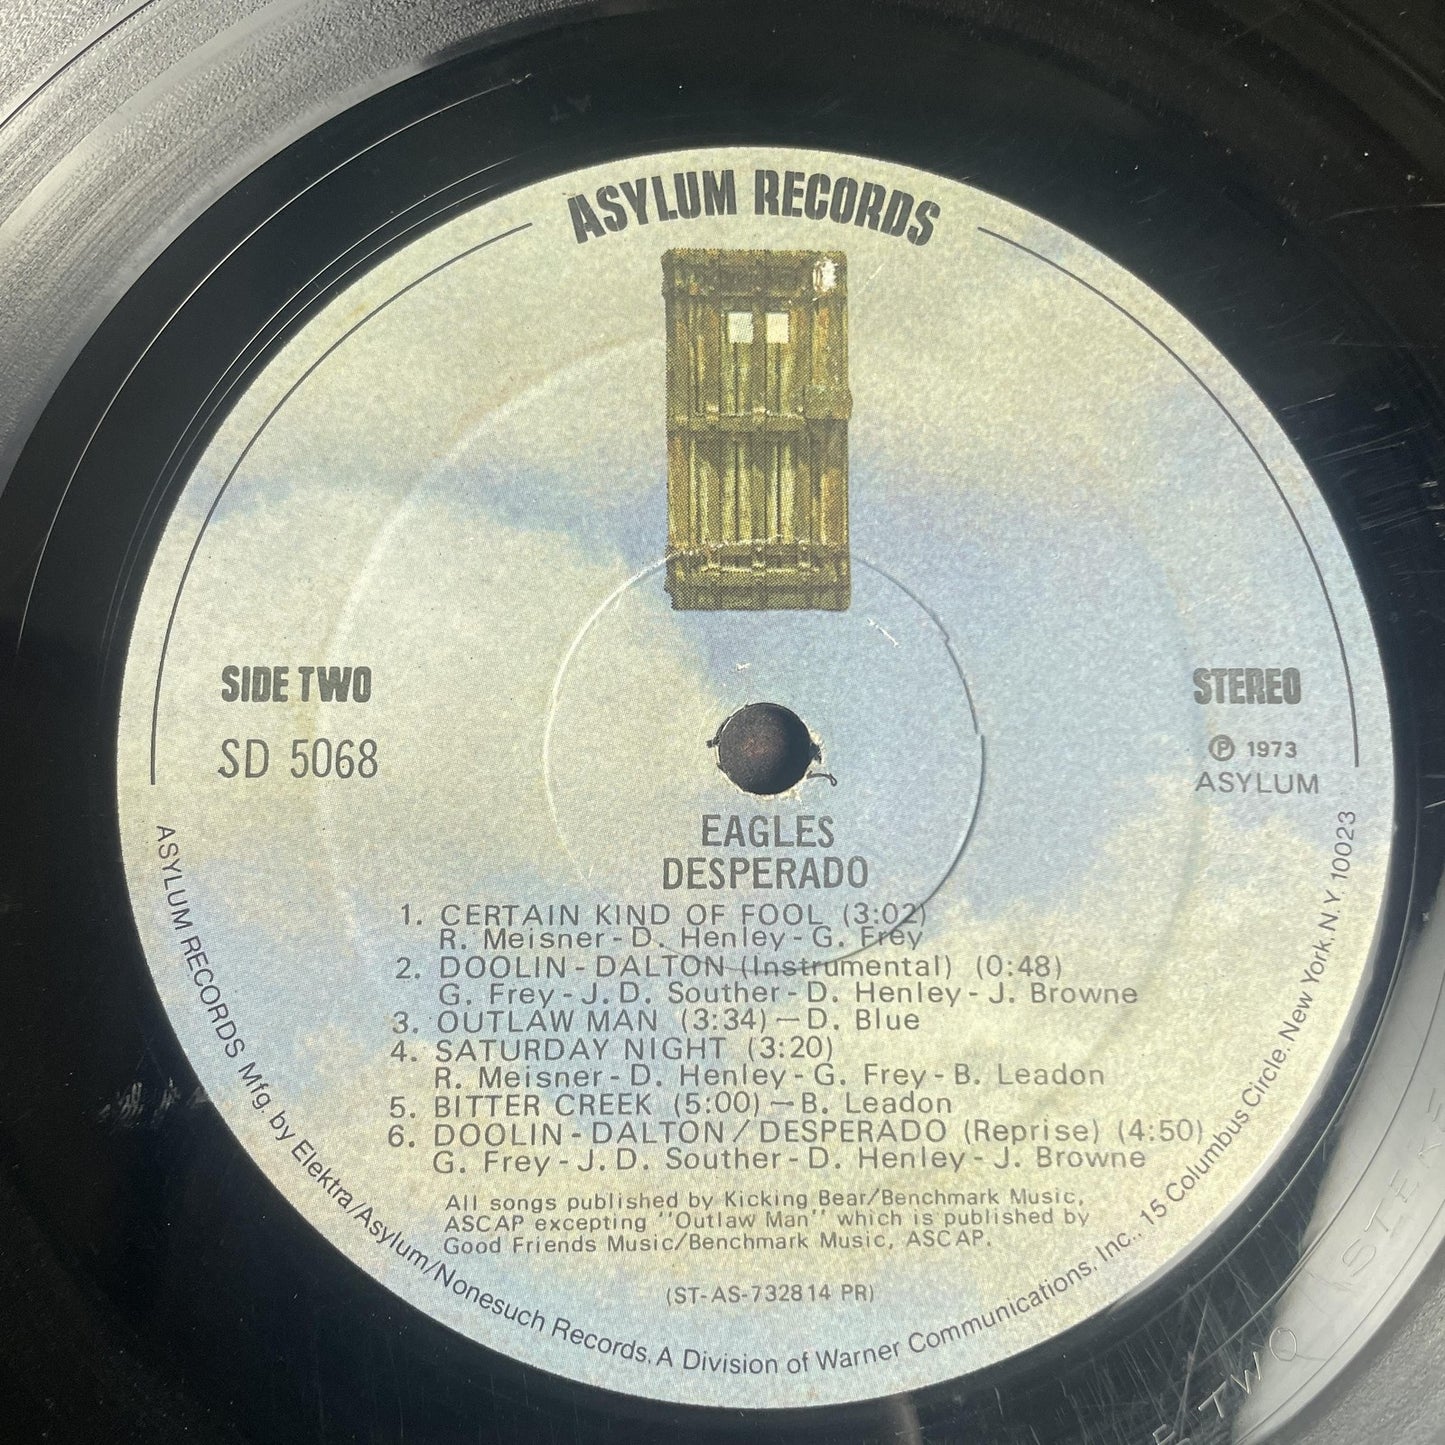 ASYLUM RECORDS
SIDE TWO
SD 5068
STEREO
Ⓟ 1973
ASYLUM
EAGLES
DESPERADO
1. CERTAIN KIND OF FOOL (3:02)
R. Meisner - D. Henley - G. Frey
2. DOOLIN - DALTON (Instrumental) (0:48)
G. Frey - J. D. Souther - D. Henley - J. Browne
3. OUTLAW MAN (3:34) — D. Blue
4. SATURDAY NIGHT (3:20)
R. Meisner - D. Henley - G. Frey - B. Leadon
5. BITTER CREEK (5:00) — B. Leadon
6. DOOLIN - DALTON / DESPERADO (Reprise) (4:50)
G. Frey - J. D. Souther - D. Henley - J. Browne
All songs published by Kicking Bear/Benchmark Music,
ASCAP excepting "Outlaw Man" which is published by
Good Friends Music/Benchmark Music, ASCAP.
(ST-AS-732814 PR)
ASYLUM RECORDS Mfg. by Elektra/Asylum/Nonesuch Records, A Division of Warner Communications, Inc., 15 Columbus Circle, New York, N.Y. 10023
TWO